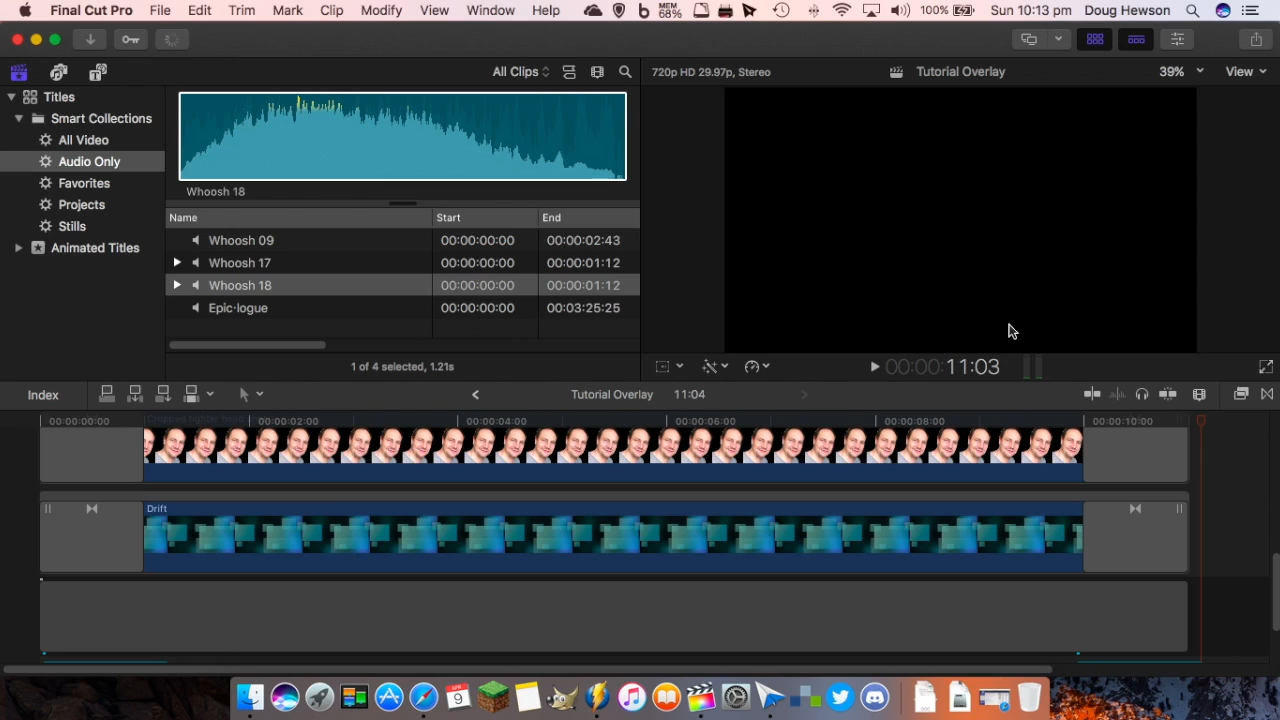 Final Cut Pro File Edit Trim Mark Clip Modify View Window Help MEM 68% 100% Sun 10:13 pm Doug Hewson
All Clips 720p HD 29.97p, Stereo Tutorial Overlay 39% View
Titles
Smart Collections
All Video
Audio Only
Favorites
Projects
Stills
Animated Titles
Whoosh 18
Name Start End
Whoosh 09 00:00:00:00 00:00:02:43
Whoosh 17 00:00:00:00 00:00:01:12
Whoosh 18 00:00:00:00 00:00:01:12
Epic·logue 00:00:00:00 00:03:25:25
1 of 4 selected, 1.21s
00:00:11:03
Index Tutorial Overlay 11:04
00:00:00:00 00:00:02:00 00:00:04:00 00:00:06:00 00:00:08:00 00:00:10:00
Drift
APR
9